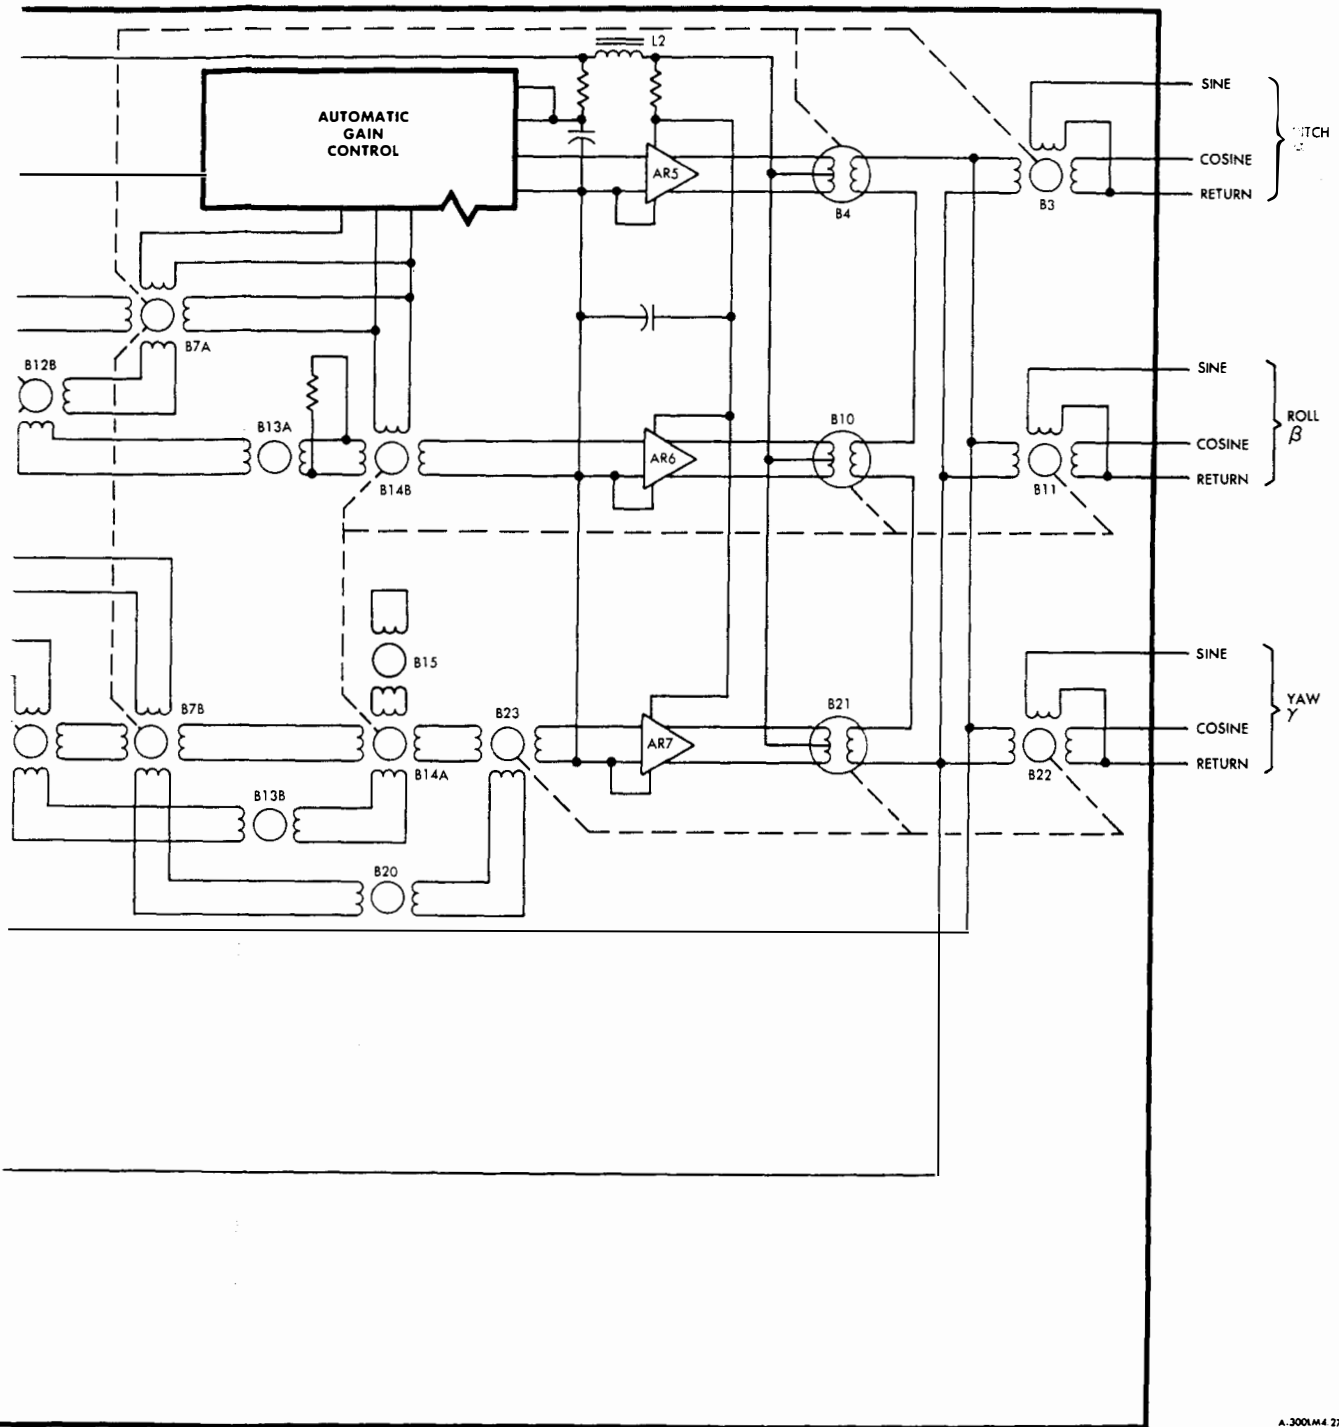 L2
SINE
AUTOMATIC
GAIN
CONTROL
COSINE
RETURN
AR5
B4
B3
B7A
B12B
SINE
B10
ROLL
β
B13A
COSINE
AR6
RETURN
B14B
B11
SINE
B15
YAW
γ
B7B
B23
B21
COSINE
AR7
RETURN
B14A
B22
B13B
B20